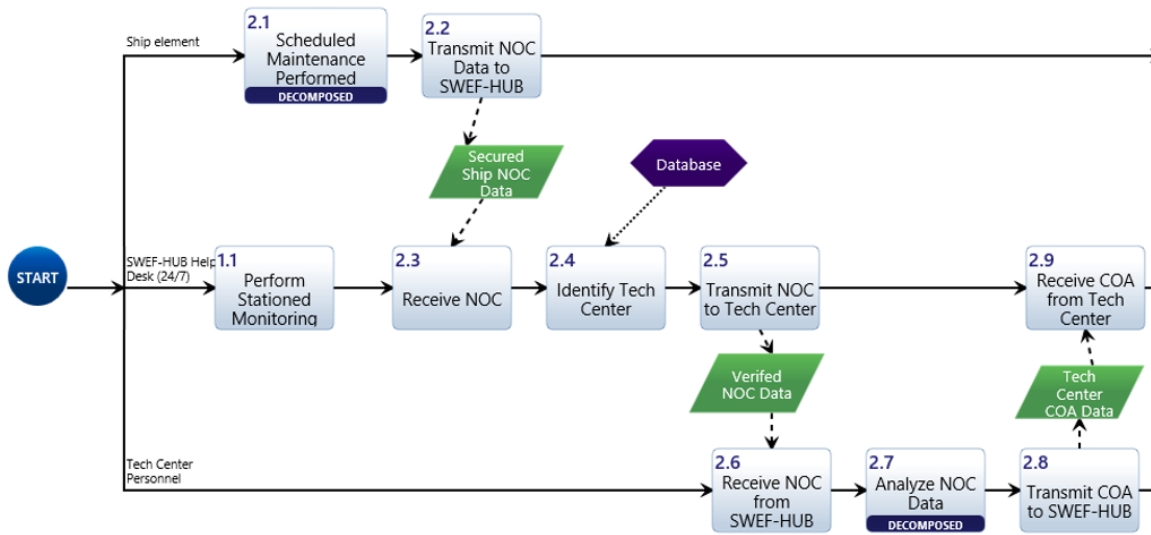 Ship element
2.1
Scheduled
Maintenance
Performed
DECOMPOSED
2.2
Transmit NOC
Data to
SWEF-HUB
Secured
Ship NOC
Data
Database
START
SWEF-HUB Help
Desk (24/7)
1.1
Perform
Stationed
Monitoring
2.3
Receive NOC
2.4
Identify Tech
Center
2.5
Transmit NOC
to Tech Center
2.9
Receive COA
from Tech
Center
Verifed
NOC Data
Tech
Center
COA Data
Tech Center
Personnel
2.6
Receive NOC
from
SWEF-HUB
2.7
Analyze NOC
Data
DECOMPOSED
2.8
Transmit COA
to SWEF-HUB